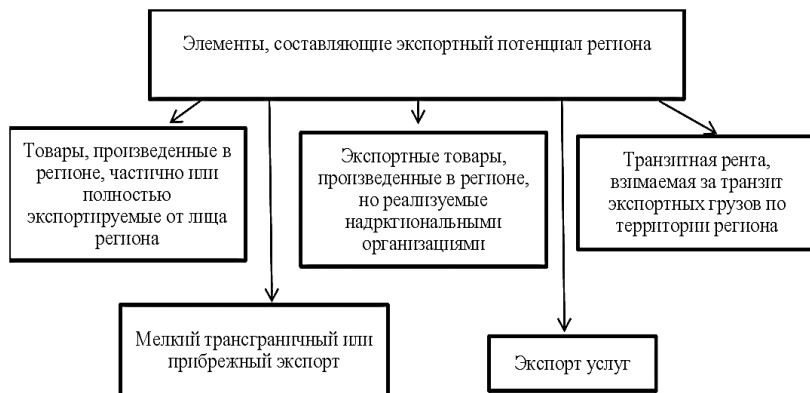 Элементы, составляющие экспортный потенциал региона
Товары, произведенные в
регионе, частично или
полностью
экспортируемые от лица
региона
Экспортные товары,
произведенные в регионе,
но реализуемые
надркгиональными
организациями
Транзитная рента,
взимаемая за транзит
экспортных грузов по
территории региона
Мелкий трансграничный или
прибрежный экспорт
Экспорт услуг